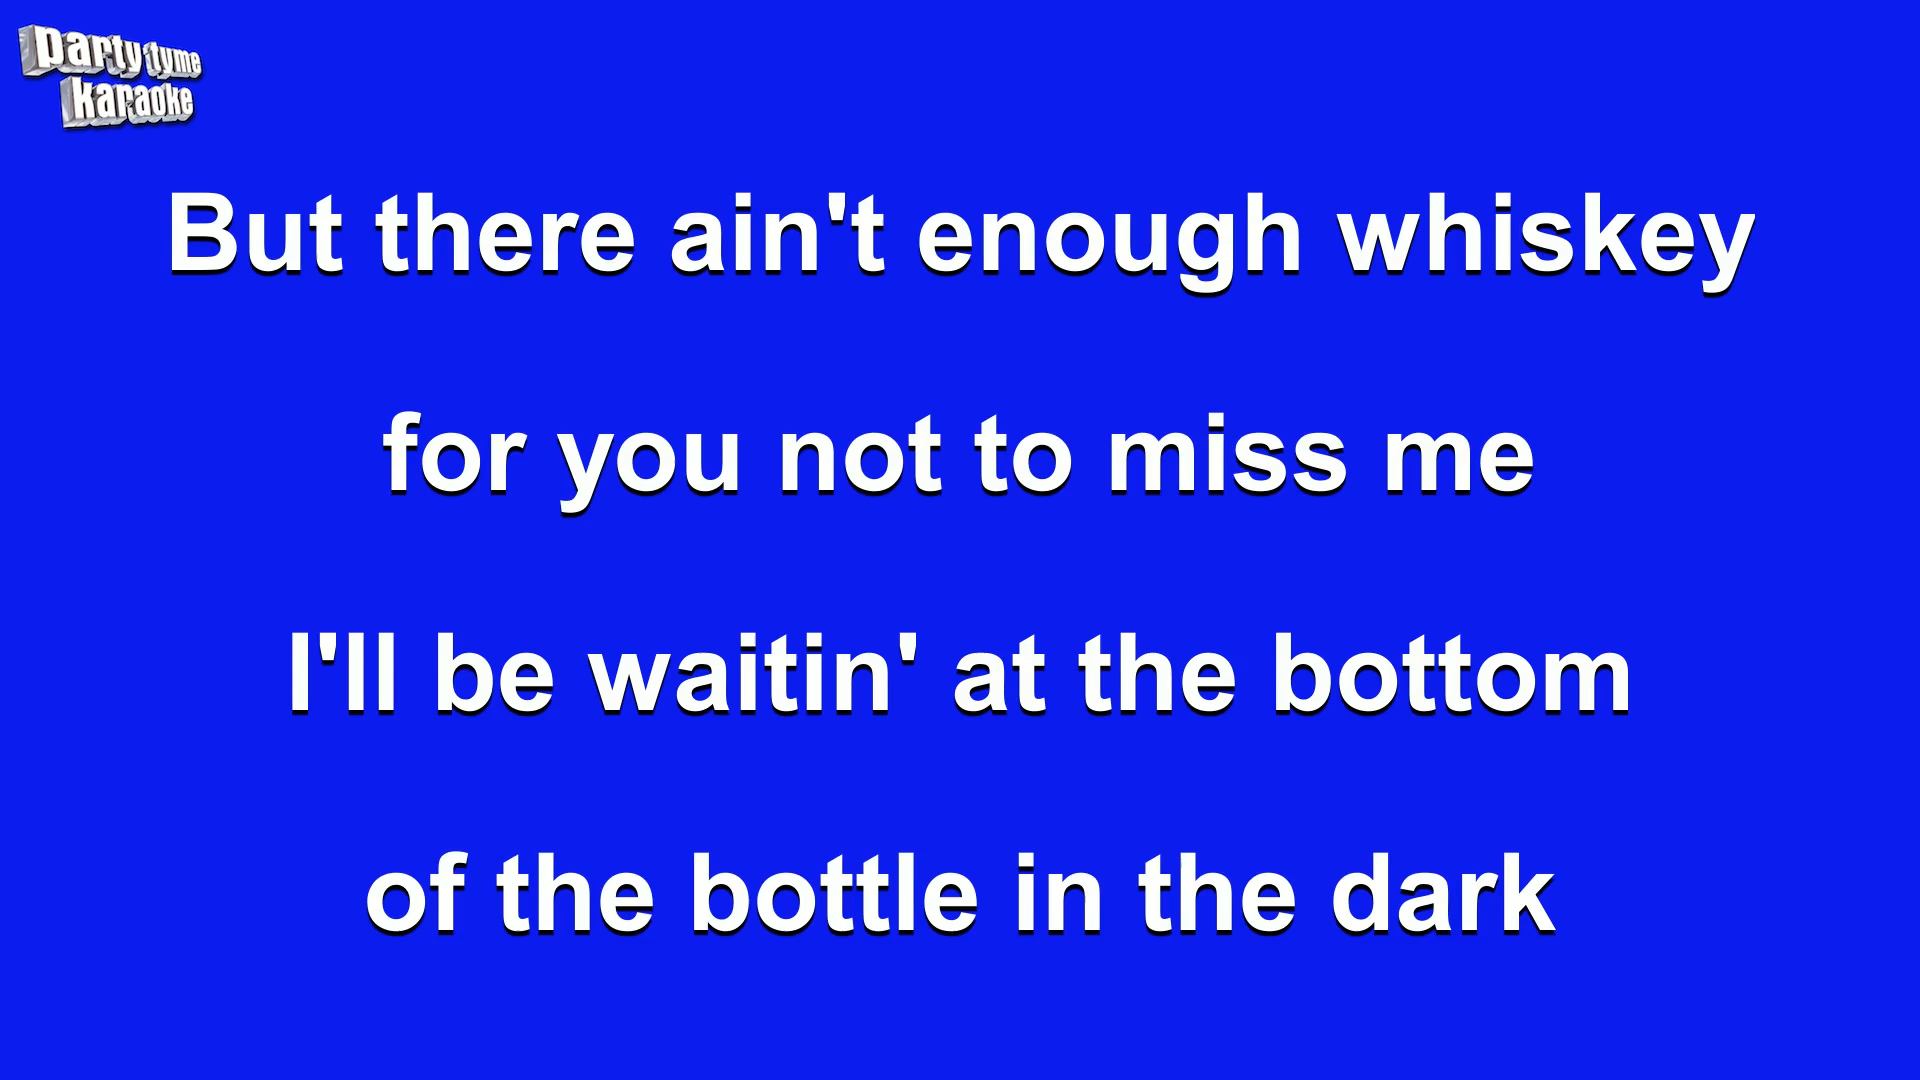 party tyme
karaoke
But there ain't enough whiskey
for you not to miss me
I'll be waitin' at the bottom
of the bottle in the dark